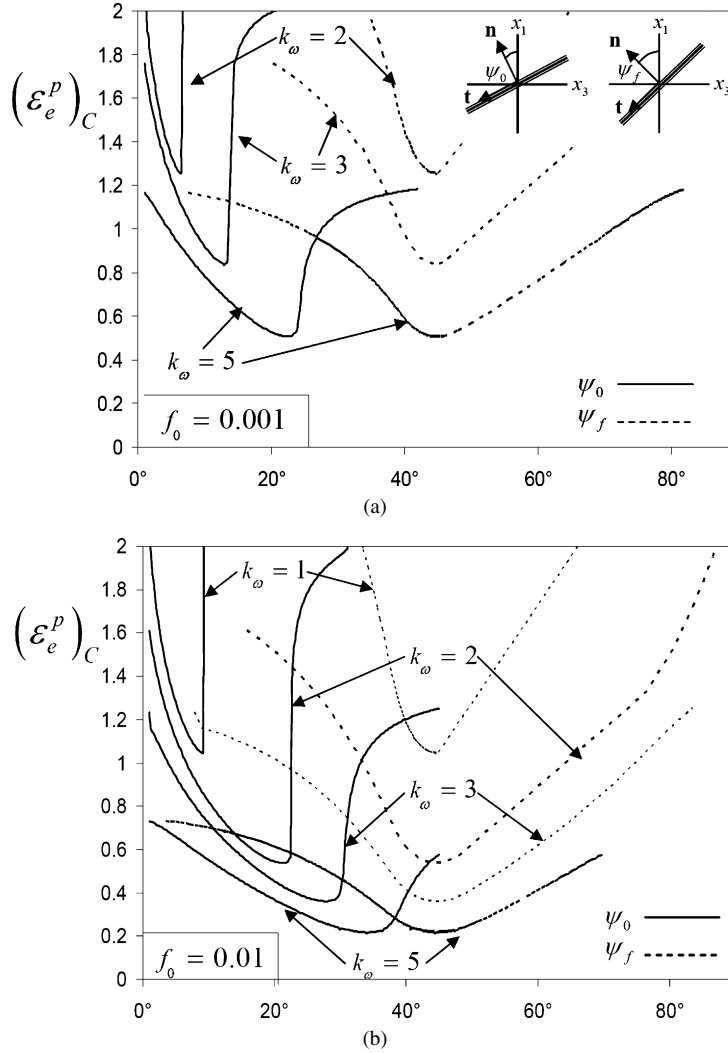 2
1.8
1.6
1.4
1.2
1
0.8
0.6
0.4
0.2
0
(ε_e^p)_C
k_ω = 2
k_ω = 3
k_ω = 5
n
x_1
ψ_0
t
x_3
n
x_1
ψ_f
t
x_3
f_0 = 0.001
ψ_0
ψ_f
0° 20° 40° 60° 80°
(a)
2
1.8
1.6
1.4
1.2
1
0.8
0.6
0.4
0.2
0
(ε_e^p)_C
k_ω = 1
k_ω = 2
k_ω = 3
k_ω = 5
f_0 = 0.01
ψ_0
ψ_f
0° 20° 40° 60° 80°
(b)